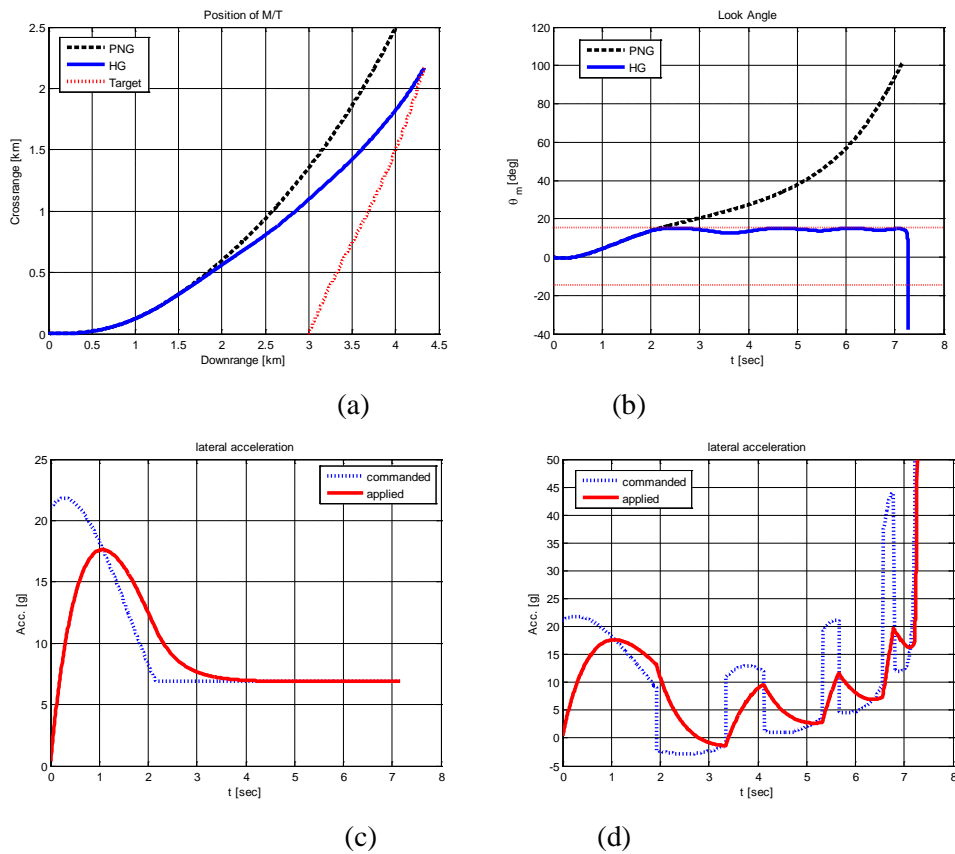 Position of M/T
PNG
HG
Target
2.5
2
1.5
1
0.5
0
Crossrange [km]
0 0.5 1 1.5 2 2.5 3 3.5 4 4.5
Downrange [km]
(a)
Look Angle
PNG
HG
120
100
80
60
40
20
0
-20
-40
θ m [deg]
0 1 2 3 4 5 6 7 8
t [sec]
(b)
lateral acceleration
commanded
applied
25
20
15
10
5
0
Acc. [g]
0 1 2 3 4 5 6 7 8
t [sec]
(c)
lateral acceleration
commanded
applied
50
45
40
35
30
25
20
15
10
5
0
-5
Acc. [g]
0 1 2 3 4 5 6 7 8
t [sec]
(d)